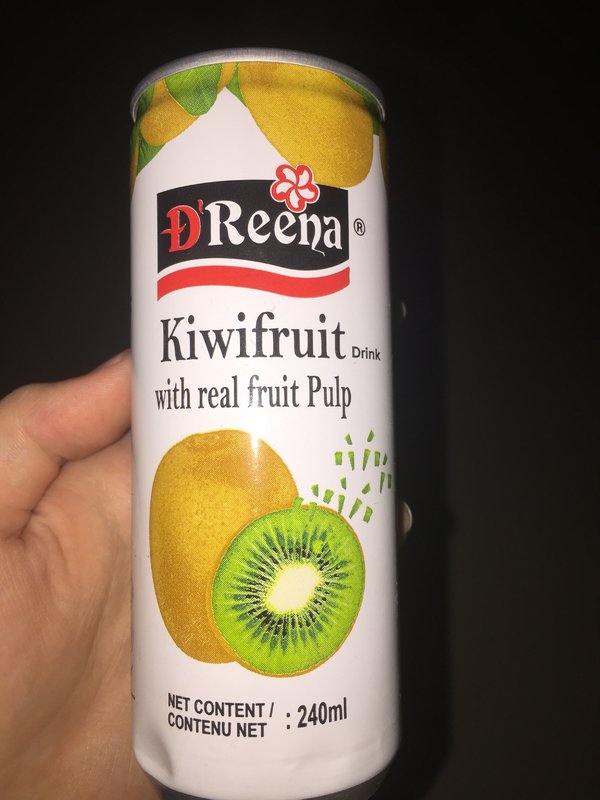 D'Reena ®
Kiwifruit Drink
with real fruit Pulp
NET CONTENT /
CONTENU NET : 240ml